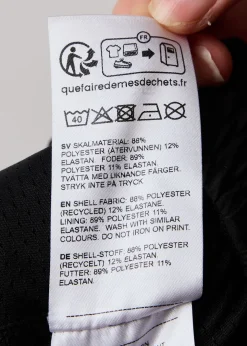 FR
quefairedemesdechets.fr
40
SV SKALMATERIAL: 88%
POLYESTER (ÅTERVUNNEN) 12%
ELASTAN. FODER: 89%
POLYESTER 11% ELASTAN.
TVÄTTA MED LIKNANDE FÄRGER.
STRYK INTE PÅ TRYCK
EN SHELL FABRIC: 88% POLYESTER
(RECYCLED) 12% ELASTANE.
LINING: 89% POLYESTER 11%
ELASTANE. WASH WITH SIMILAR
COLOURS. DO NOT IRON ON PRINT.
DE SHELL-STOFF: 88% POLYESTER
(RECYCELT) 12% ELASTAN.
FUTTER: 89% POLYESTER 11%
ELASTAN.